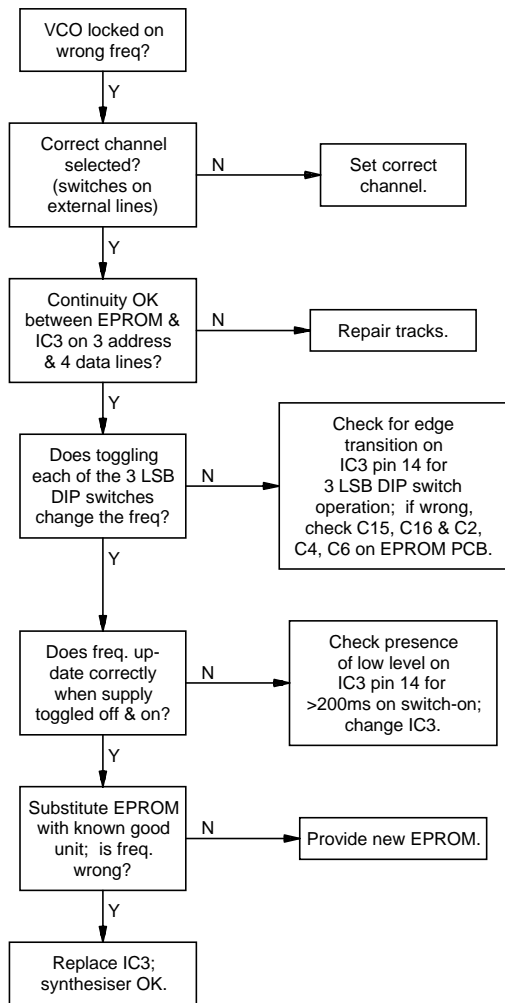 VCO locked on
wrong freq?
Y
Correct channel
selected?
(switches on
external lines)
N
Set correct
channel.
Y
Continuity OK
between EPROM &
IC3 on 3 address
& 4 data lines?
N
Repair tracks.
Y
Does toggling
each of the 3 LSB
DIP switches
change the freq?
N
Check for edge
transition on
IC3 pin 14 for
3 LSB DIP switch
operation; if wrong,
check C15, C16 & C2,
C4, C6 on EPROM PCB.
Y
Does freq. up-
date correctly
when supply
toggled off & on?
N
Check presence
of low level on
IC3 pin 14 for
>200ms on switch-on;
change IC3.
Y
Substitute EPROM
with known good
unit; is freq.
wrong?
N
Provide new EPROM.
Y
Replace IC3;
synthesiser OK.